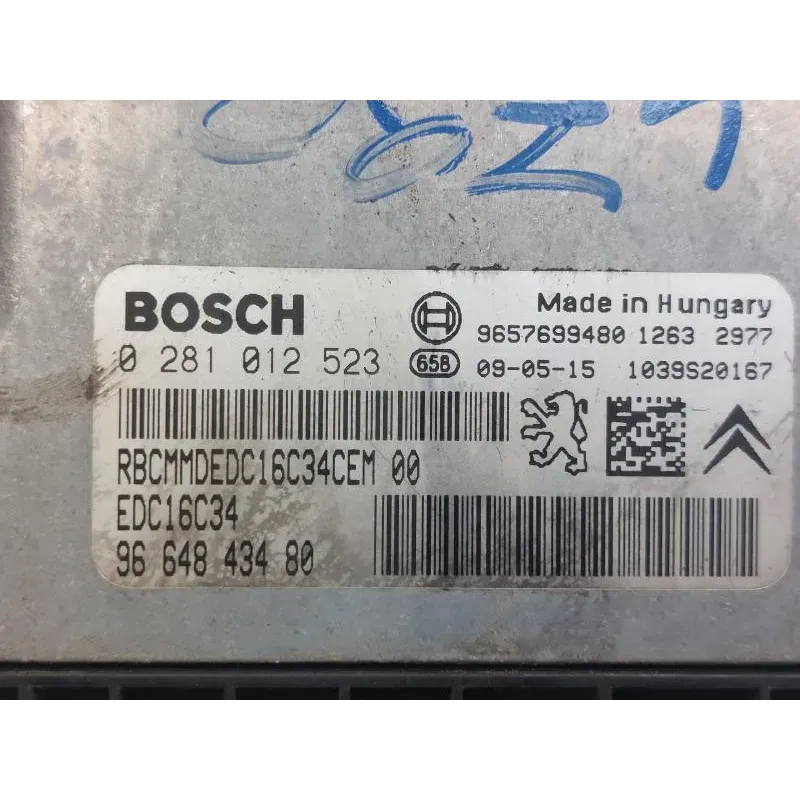 BOSCH
Made in Hungary
9657699480 1263 2977
0 281 012 523
65B 09-05-15 1039S20167
RBCMMDEDC16C34CEM 00
EDC16C34
96 648 434 80